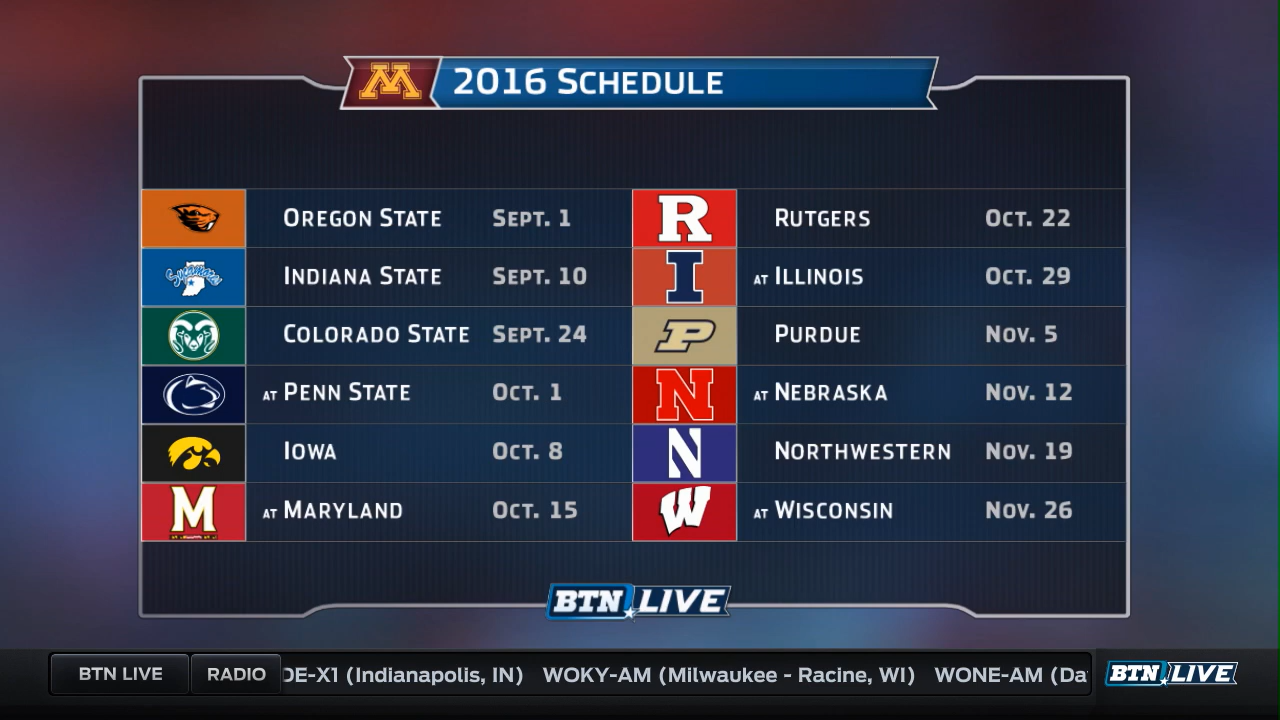 M 2016 SCHEDULE
OREGON STATE SEPT. 1
Sycamores INDIANA STATE SEPT. 10
COLORADO STATE SEPT. 24
AT PENN STATE OCT. 1
IOWA OCT. 8
M AT MARYLAND OCT. 15
R RUTGERS OCT. 22
I AT ILLINOIS OCT. 29
P PURDUE NOV. 5
N AT NEBRASKA NOV. 12
N NORTHWESTERN NOV. 19
W AT WISCONSIN NOV. 26
BTN LIVE
BTN LIVE RADIO DE-X1 (Indianapolis, IN) WOKY-AM (Milwaukee - Racine, WI) WONE-AM (Da BTN LIVE